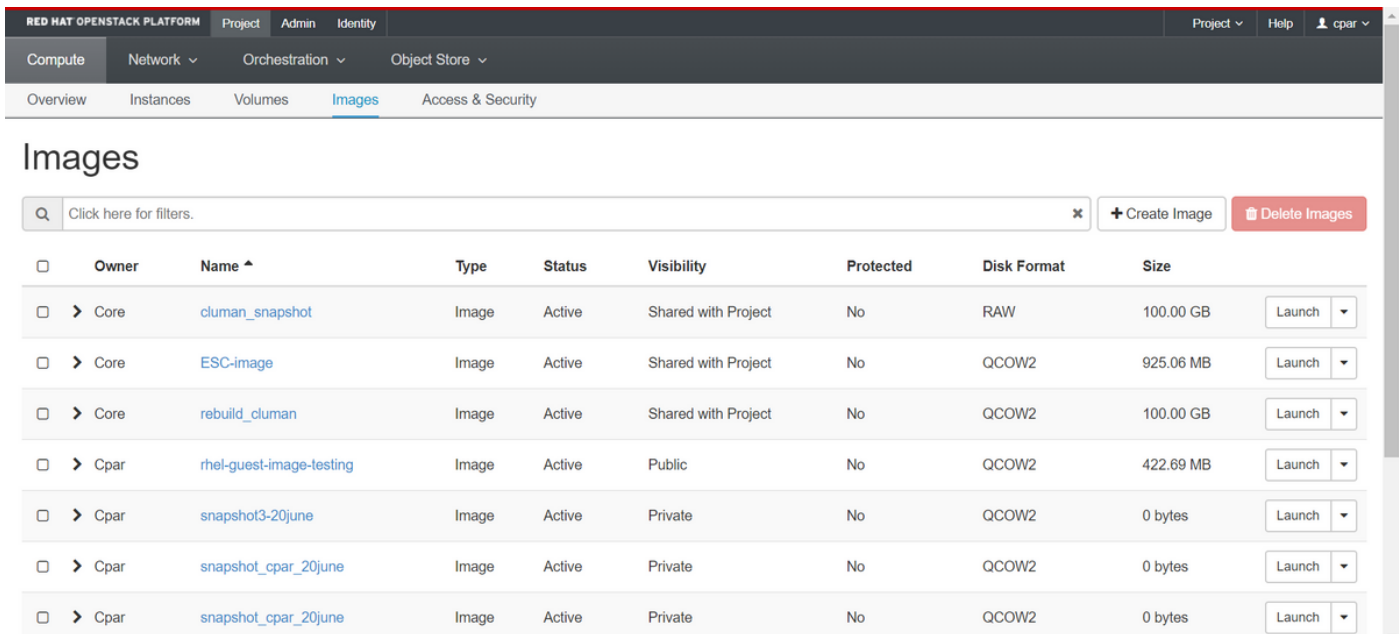 RED HAT OPENSTACK PLATFORM Project Admin Identity Project Help cpar
Compute Network Orchestration Object Store
Overview Instances Volumes Images Access & Security
Images
Click here for filters. Create Image Delete Images
Owner Name Type Status Visibility Protected Disk Format Size
Core cluman_snapshot Image Active Shared with Project No RAW 100.00 GB Launch
Core ESC-image Image Active Shared with Project No QCOW2 925.06 MB Launch
Core rebuild_cluman Image Active Shared with Project No QCOW2 100.00 GB Launch
Cpar rhel-guest-image-testing Image Active Public No QCOW2 422.69 MB Launch
Cpar snapshot3-20june Image Active Private No QCOW2 0 bytes Launch
Cpar snapshot_cpar_20june Image Active Private No QCOW2 0 bytes Launch
Cpar snapshot_cpar_20june Image Active Private No QCOW2 0 bytes Launch